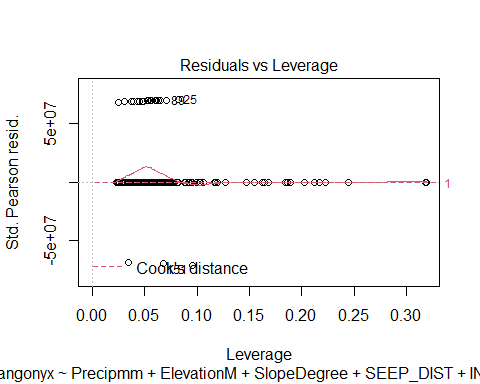 Residuals vs Leverage
Std. Pearson resid.
5e+07
-5e+07
25
1
Cook's distance
0.00 0.05 0.10 0.15 0.20 0.25 0.30
Leverage
angonyx ~ Precipmm + ElevationM + SlopeDegree + SEEP_DIST + IN